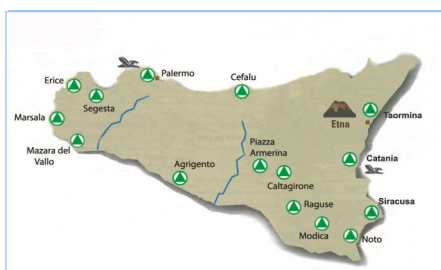 Palermo
Erice
Cefalu
Segesta
Taormina
Etna
Marsala
Mazara del
Vallo
Piazza
Armerina
Catania
Agrigento
Caltagirone
Raguse
Siracusa
Modica
Noto